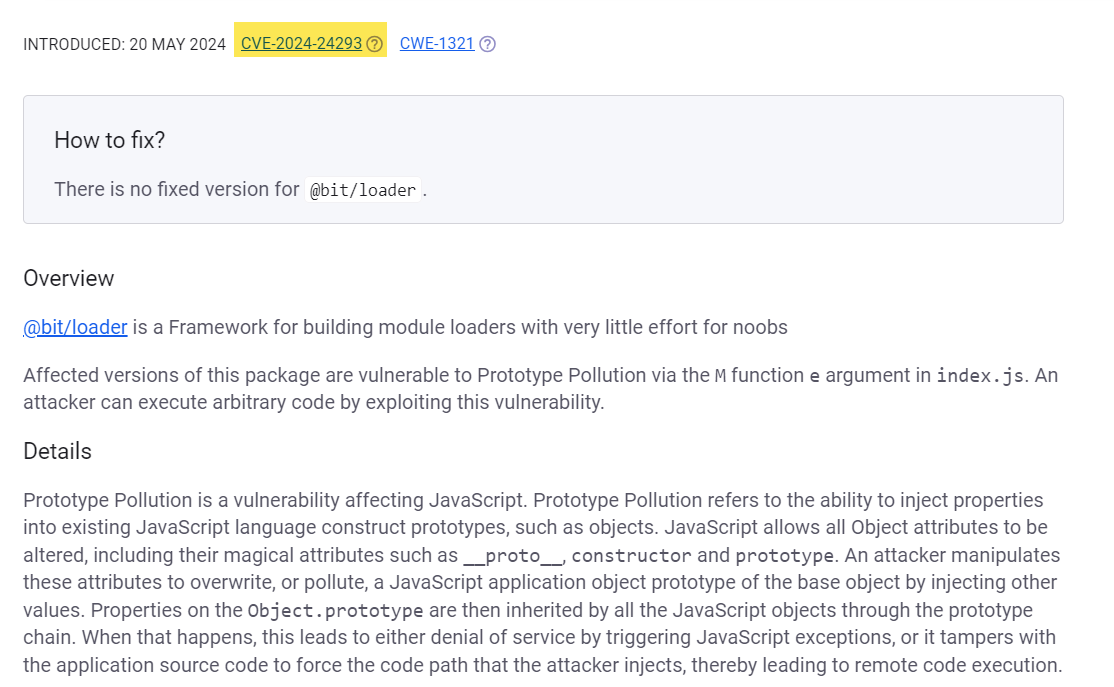 INTRODUCED: 20 MAY 2024 CVE-2024-24293 ? CWE-1321 ?
How to fix?
There is no fixed version for @bit/loader .
Overview
@bit/loader is a Framework for building module loaders with very little effort for noobs
Affected versions of this package are vulnerable to Prototype Pollution via the M function e argument in index.js. An
attacker can execute arbitrary code by exploiting this vulnerability.
Details
Prototype Pollution is a vulnerability affecting JavaScript. Prototype Pollution refers to the ability to inject properties
into existing JavaScript language construct prototypes, such as objects. JavaScript allows all Object attributes to be
altered, including their magical attributes such as __proto__, constructor and prototype. An attacker manipulates
these attributes to overwrite, or pollute, a JavaScript application object prototype of the base object by injecting other
values. Properties on the Object.prototype are then inherited by all the JavaScript objects through the prototype
chain. When that happens, this leads to either denial of service by triggering JavaScript exceptions, or it tampers with
the application source code to force the code path that the attacker injects, thereby leading to remote code execution.